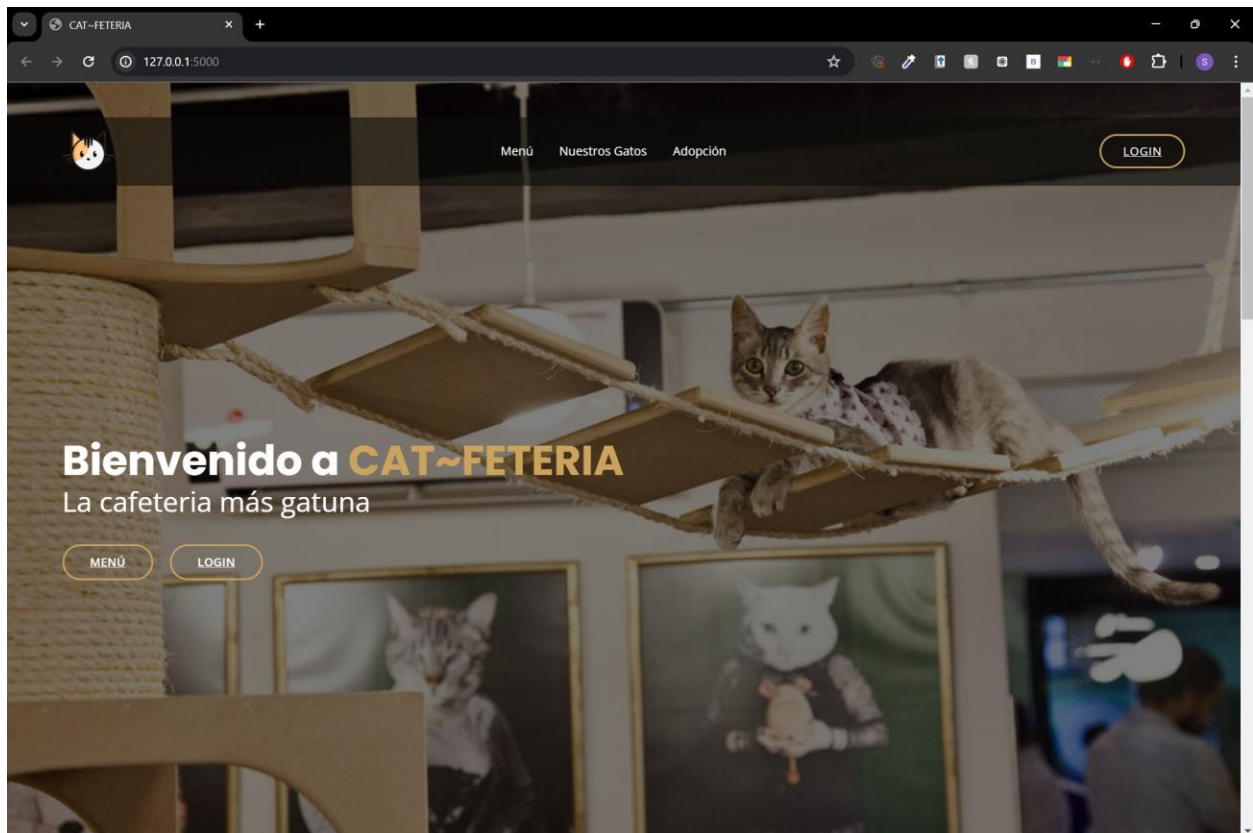 CAT~FETERIA
127.0.0.1:5000
B
S
Menú Nuestros Gatos Adopción
LOGIN
Bienvenido a CAT~FETERIA
La cafeteria más gatuna
MENÚ LOGIN